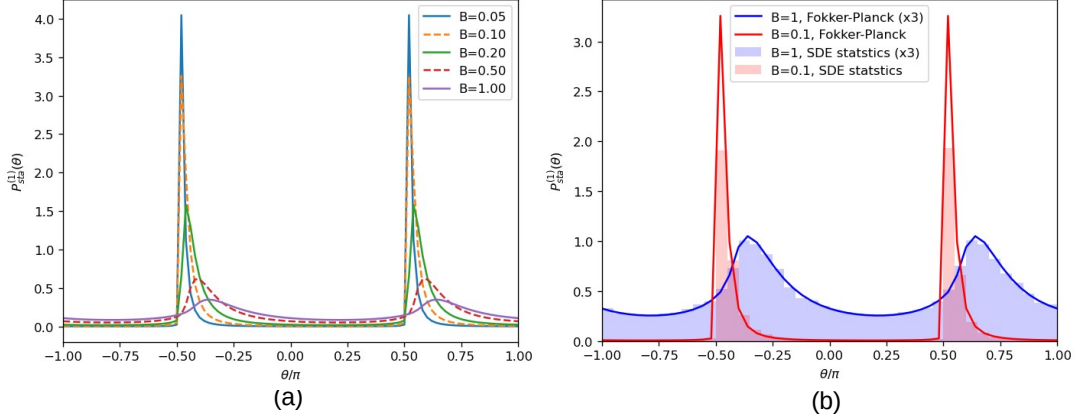 4.0
3.5
3.0
2.5
2.0
1.5
1.0
0.5
0.0
P_{sta}^{(1)}(θ)
B=0.05
B=0.10
B=0.20
B=0.50
B=1.00
−1.00 −0.75 −0.50 −0.25 0.00 0.25 0.50 0.75 1.00
θ/π
(a)
3.0
2.5
2.0
1.5
1.0
0.5
0.0
P_{sta}^{(1)}(θ)
B=1, Fokker-Planck (x3)
B=0.1, Fokker-Planck
B=1, SDE statistics (x3)
B=0.1, SDE statstics
−1.00 −0.75 −0.50 −0.25 0.00 0.25 0.50 0.75 1.00
θ/π
(b)